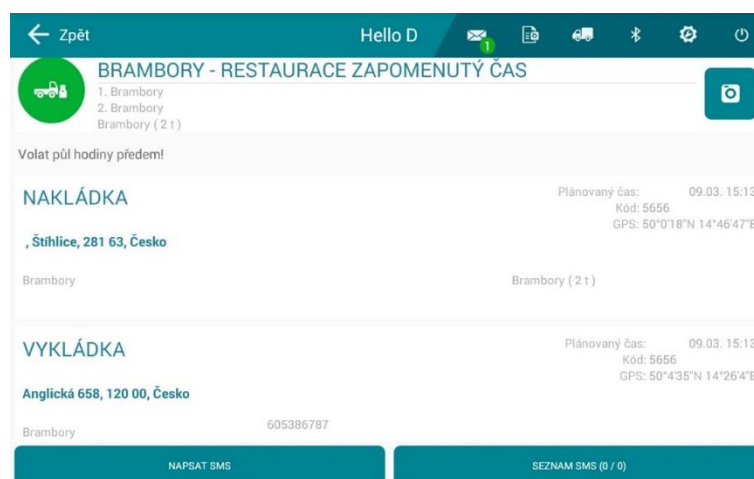 Zpět
Hello D
1
BRAMBORY - RESTAURACE ZAPOMENUTÝ ČAS
1. Brambory
2. Brambory
Brambory ( 2 t )
Volat půl hodiny předem!
NAKLÁDKA
Plánovaný čas: 09.03. 15:13
Kód: 5656
GPS: 50°0'18"N 14°46'47"E
, Štíhlice, 281 63, Česko
Brambory
Brambory ( 2 t )
VYKLÁDKA
Plánovaný čas: 09.03. 15:13
Kód: 5656
GPS: 50°4'35"N 14°26'4"E
Anglická 658, 120 00, Česko
Brambory
605386787
NAPSAT SMS
SEZNAM SMS (0 / 0)